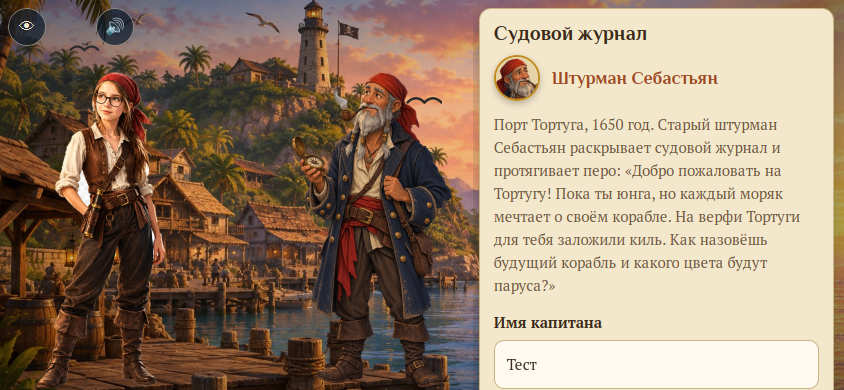 Судовой журнал
Штурман Себастьян
Порт Тортуга, 1650 год. Старый штурман
Себастьян раскрывает судовой журнал и
протягивает перо: «Добро пожаловать на
Тортугу! Пока ты юнга, но каждый моряк
мечтает о своём корабле. На верфи Тортуги
для тебя заложили киль. Как назовёшь
будущий корабль и какого цвета будут
паруса?»
Имя капитана
Тест